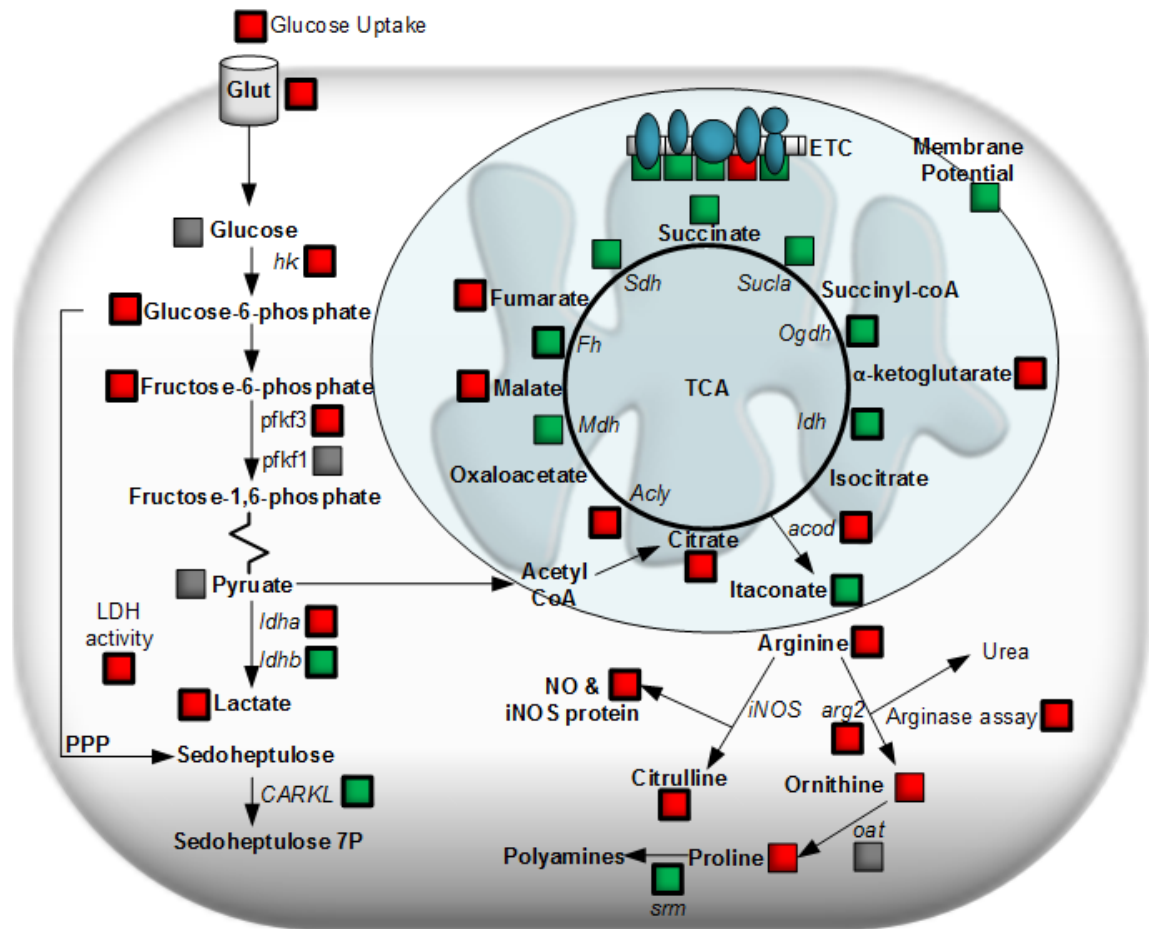 Glucose Uptake
Glut
ETC
Membrane
Potential
Glucose
hk
Succinate
Sdh
Sucla
Fumarate
Succinyl-coA
Glucose-6-phosphate
Fh
Ogdh
Fructose-6-phosphate
Malate
TCA
α-ketoglutarate
pfkf3
Mdh
Idh
pfkf1
Oxaloacetate
Isocitrate
Fructose-1,6-phosphate
Acly
acod
Citrate
Pyruate
Acetyl
CoA
Itaconate
LDH
activity
ldha
ldhb
Arginine
Urea
Lactate
NO &
iNOS protein
iNOS
arg2
Arginase assay
PPP
Sedoheptulose
CARKL
Citrulline
Ornithine
Sedoheptulose 7P
oat
Polyamines
Proline
srm